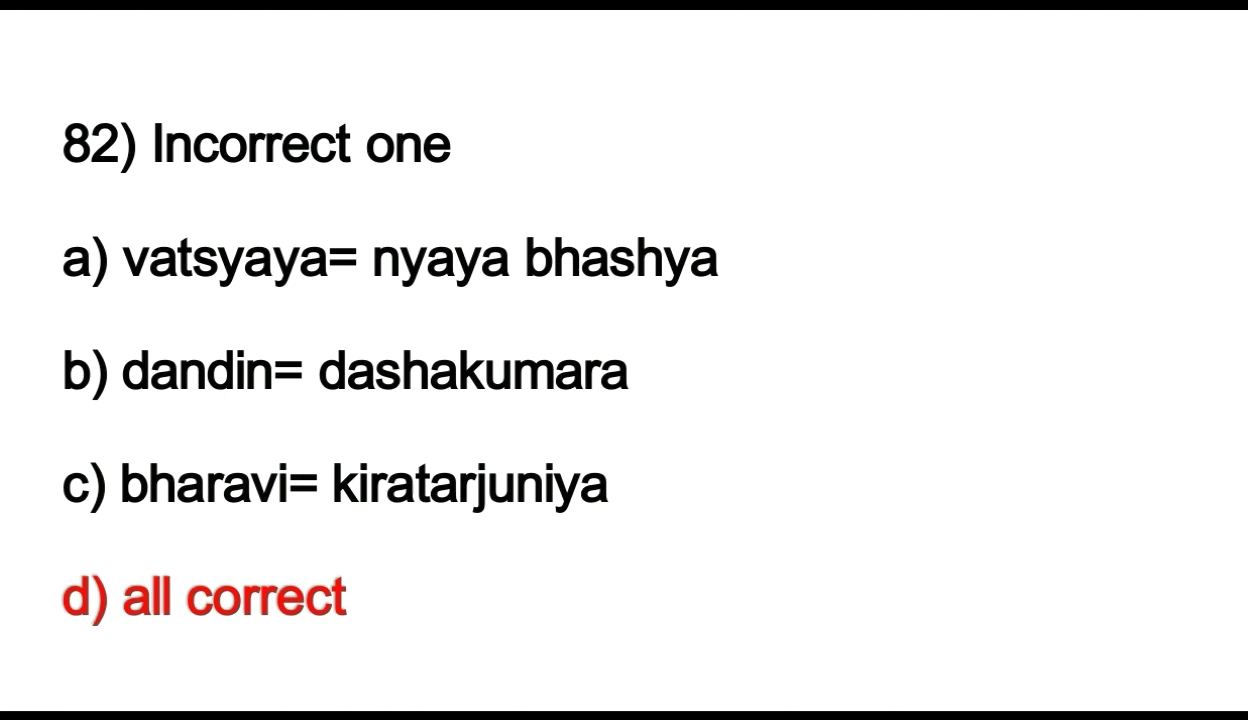 82) Incorrect one
a) vatsyaya= nyaya bhashya
b) dandin= dashakumara
c) bharavi= kiratarjuniya
d) all correct